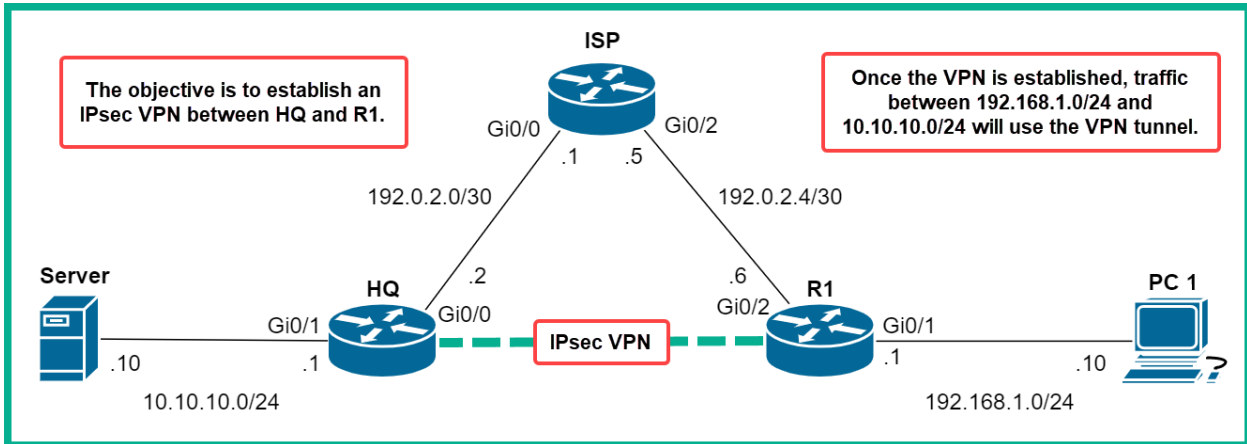 ISP
The objective is to establish an
IPsec VPN between HQ and R1.
Once the VPN is established, traffic
between 192.168.1.0/24 and
10.10.10.0/24 will use the VPN tunnel.
Gi0/0
Gi0/2
.1
.5
192.0.2.0/30
192.0.2.4/30
Server
.2
.6
HQ
R1
PC 1
Gi0/1
Gi0/0
IPsec VPN
Gi0/2
Gi0/1
.10
.1
.1
.10
10.10.10.0/24
192.168.1.0/24